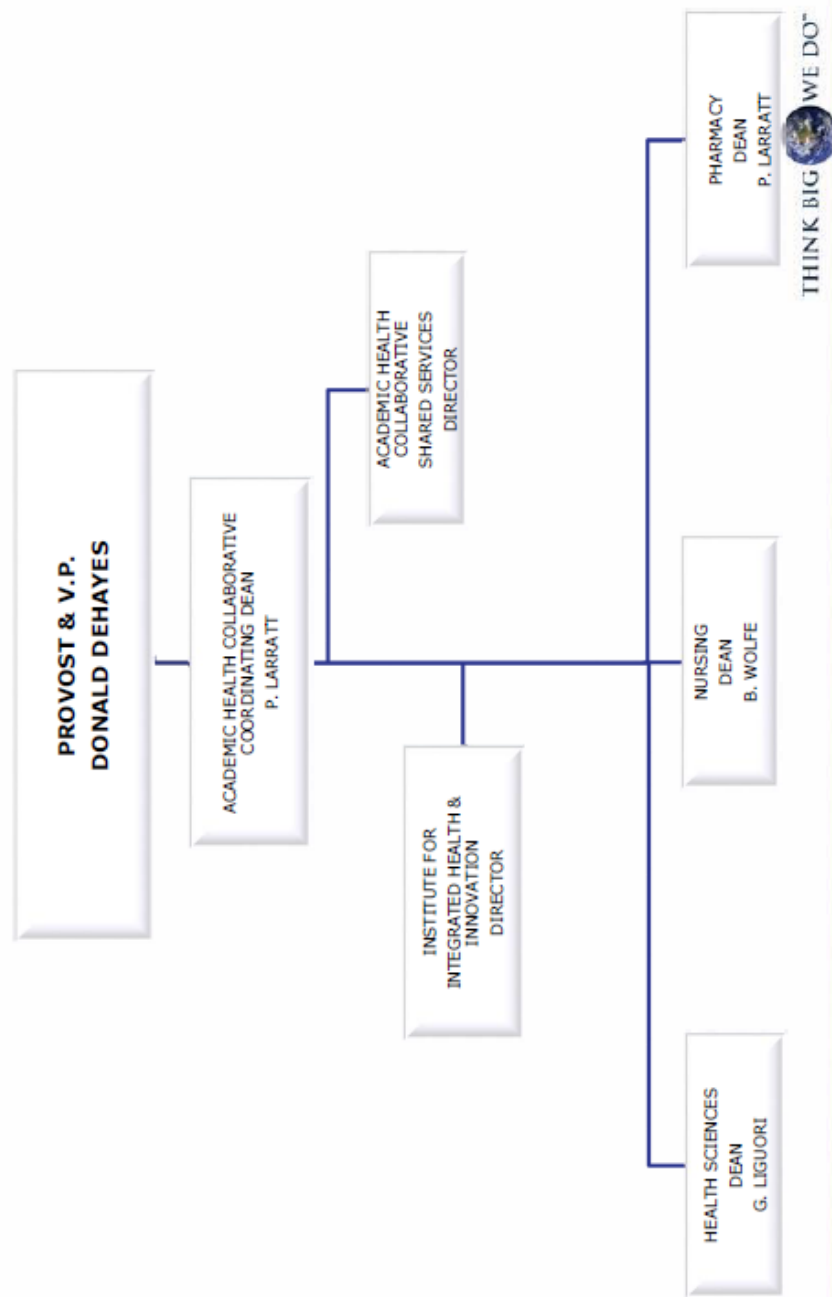 PROVOST & V.P.
DONALD DEHAYES
ACADEMIC HEALTH COLLABORATIVE
COORDINATING DEAN
P. LARRATT
ACADEMIC HEALTH
COLLABORATIVE
SHARED SERVICES
DIRECTOR
INSTITUTE FOR
INTEGRATED HEALTH &
INNOVATION
DIRECTOR
HEALTH SCIENCES
DEAN
G. LIGUORI
NURSING
DEAN
B. WOLFE
PHARMACY
DEAN
P. LARRATT
THINK BIG WE DO™